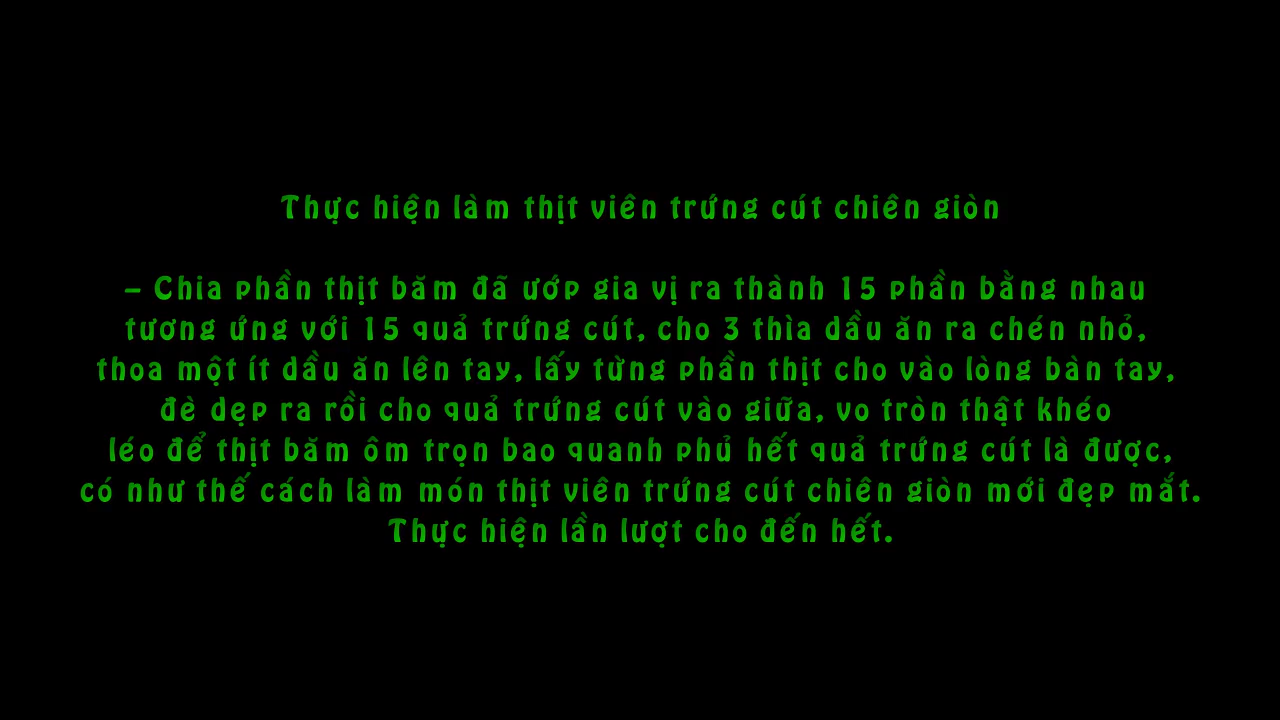 Thực hiện làm thịt viên trứng cút chiên giòn
– Chia phần thịt băm đã ướp gia vị ra thành 15 phần bằng nhau
tương ứng với 15 quả trứng cút, cho 3 thìa dầu ăn ra chén nhỏ,
thoa một ít dầu ăn lên tay, lấy từng phần thịt cho vào lòng bàn tay,
đè dẹp ra rồi cho quả trứng cút vào giữa, vo tròn thật khéo
léo để thịt băm ôm trọn bao quanh phủ hết quả trứng cút là được,
có như thế cách làm món thịt viên trứng cút chiên giòn mới đẹp mắt.
Thực hiện lần lượt cho đến hết.